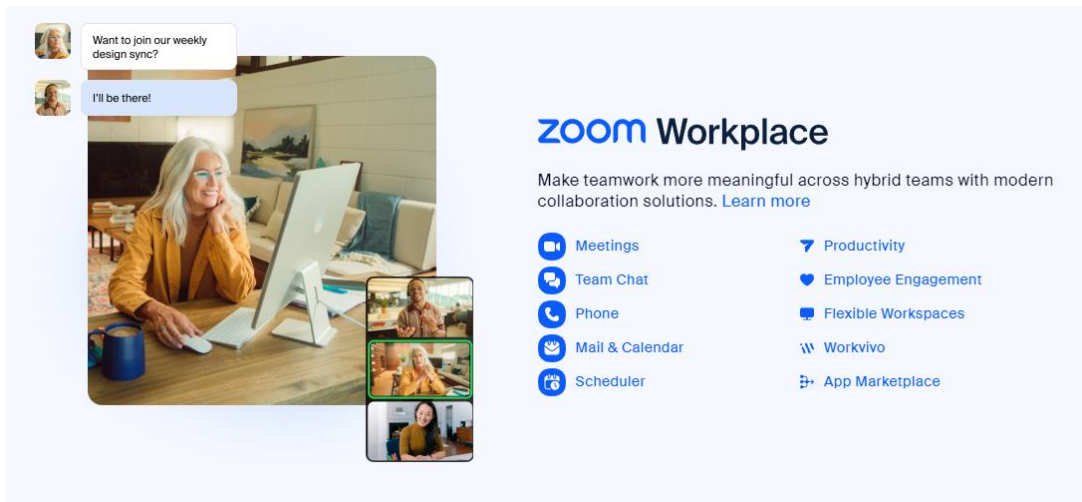 Want to join our weekly
design sync?
I'll be there!
zoom Workplace
Make teamwork more meaningful across hybrid teams with modern
collaboration solutions. Learn more
Meetings
Team Chat
Phone
Mail & Calendar
Scheduler
Productivity
Employee Engagement
Flexible Workspaces
Workvivo
App Marketplace